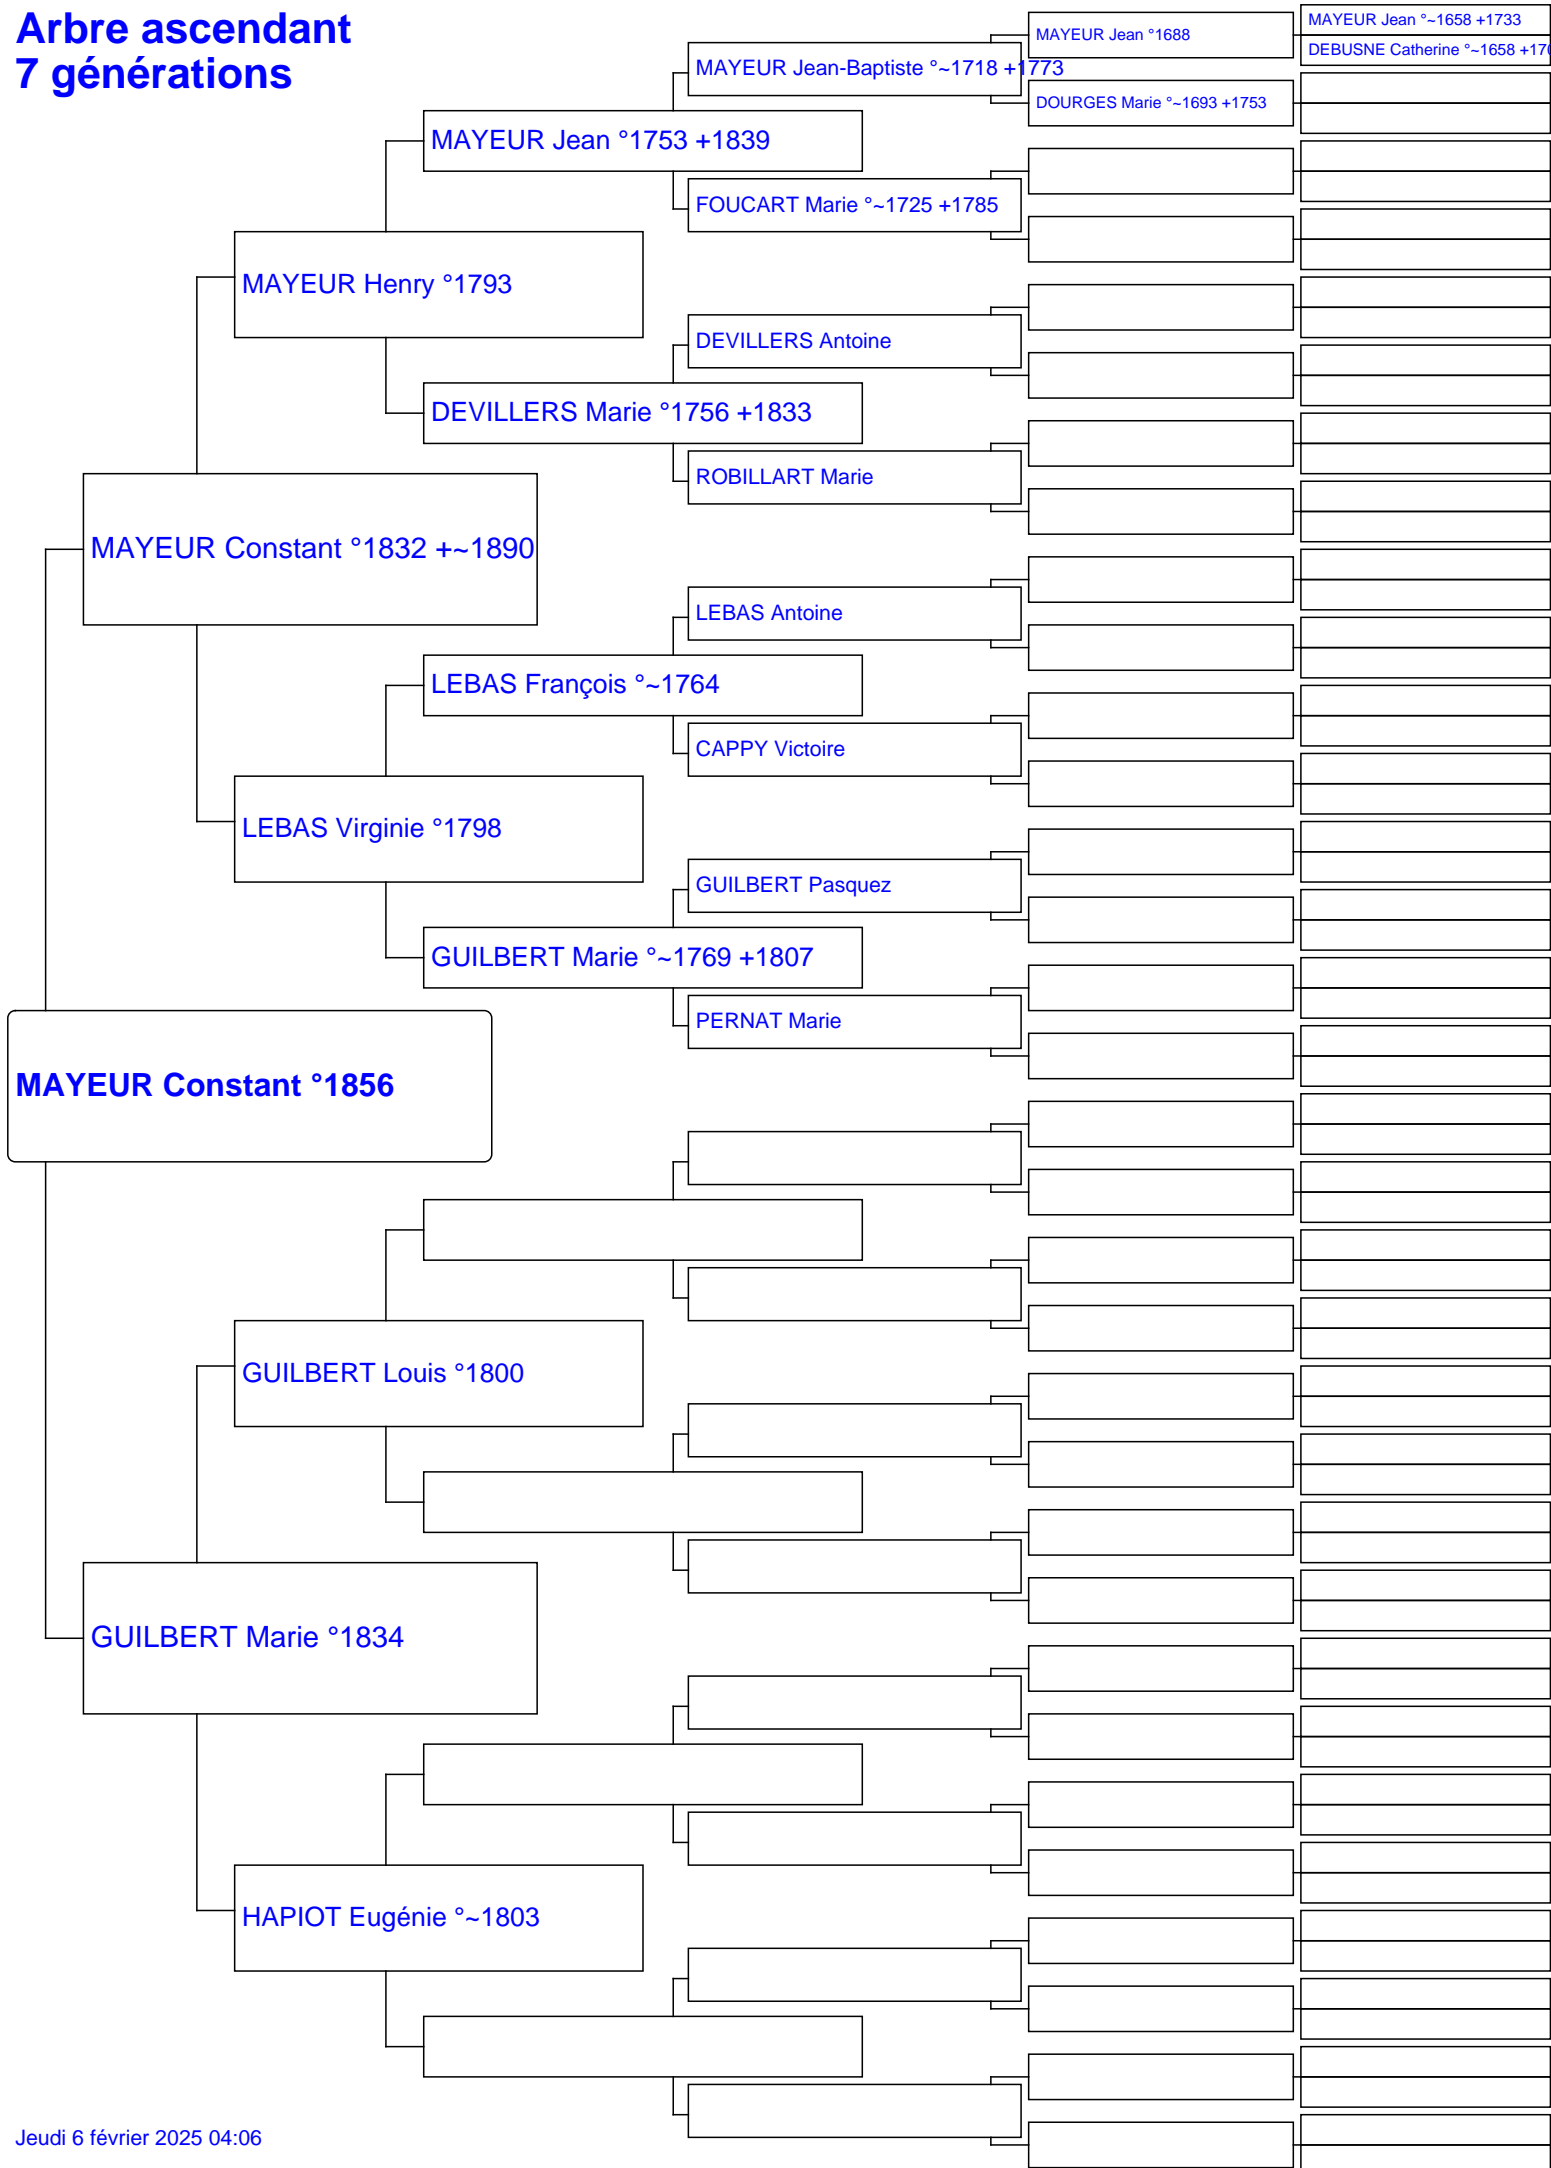 Arbre ascendant
7 générations
MAYEUR Jean °~1658 +1733
MAYEUR Jean °1688
DEBUSNE Catherine °~1658
MAYEUR Jean-Baptiste °~1718 +1773
DOURGES Marie °~1693 +1753
MAYEUR Jean °1753 +1839
FOUCART Marie °~1725 +1785
MAYEUR Henry °1793
DEVILLERS Antoine
DEVILLERS Marie °1756 +1833
ROBILLART Marie
MAYEUR Constant °1832 +~1890
LEBAS Antoine
LEBAS François °~1764
CAPPY Victoire
LEBAS Virginie °1798
GUILBERT Pasquez
GUILBERT Marie °~1769 +1807
PERNAT Marie
MAYEUR Constant °1856
GUILBERT Louis °1800
GUILBERT Marie °1834
HAPIOT Eugénie °~1803
Jeudi 6 février 2025 04:06